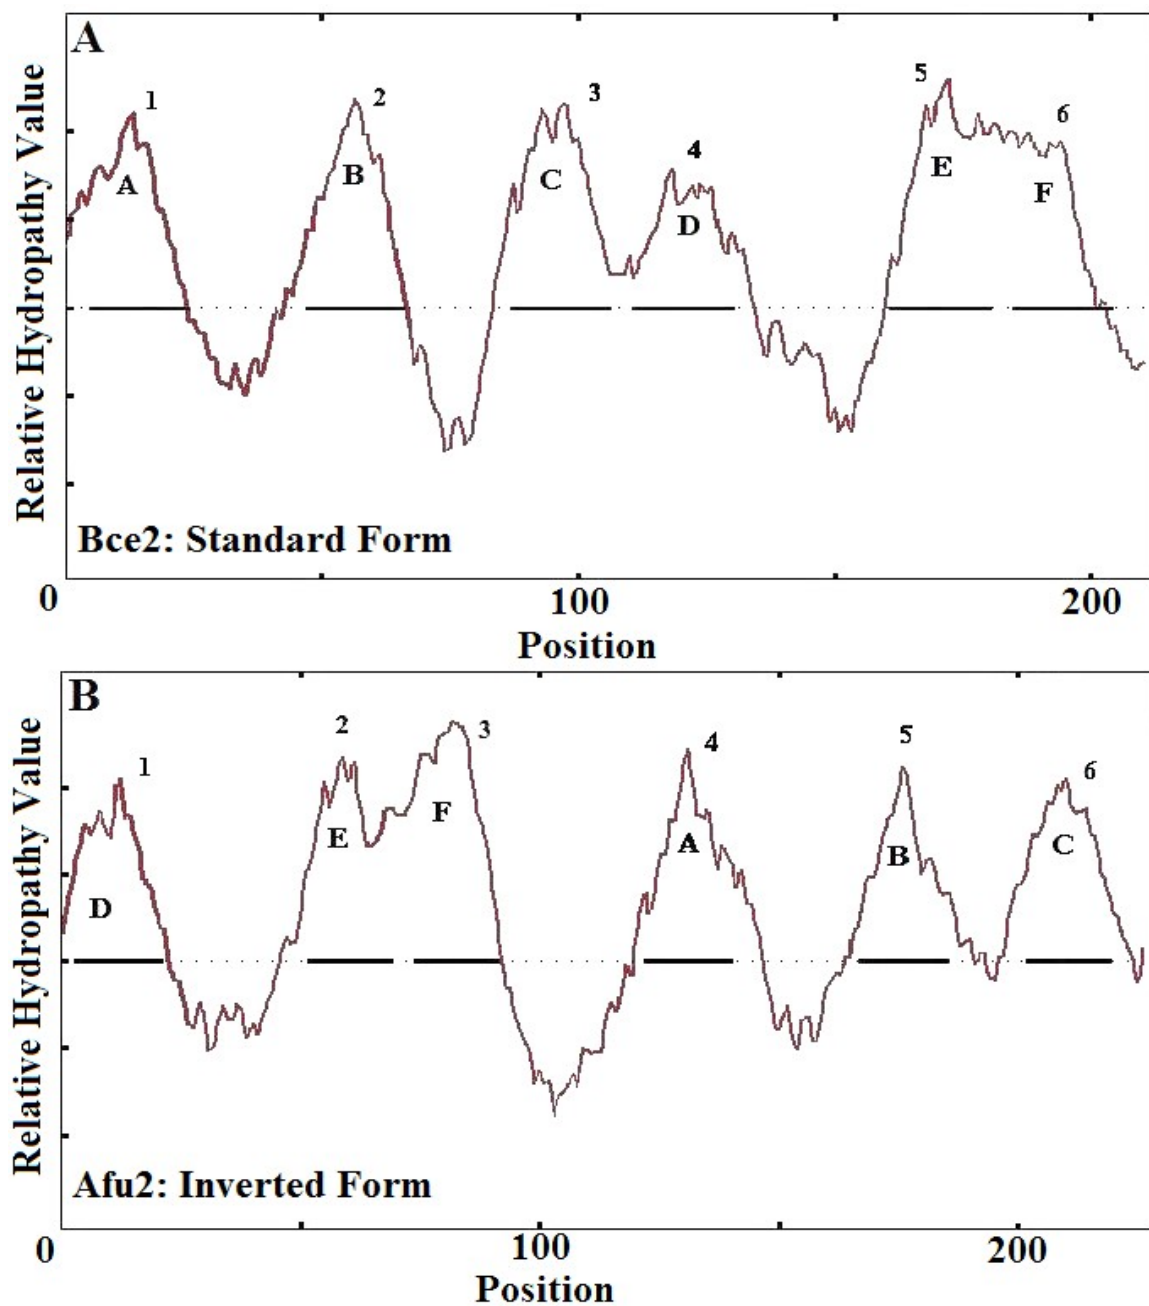 A
Relative Hydropathy Value
1
2
3
4
5
6
A
B
C
D
E
F
Bce2: Standard Form
0
100
200
Position
B
Relative Hydropathy Value
1
2
3
4
5
6
D
E
F
A
B
C
Afu2: Inverted Form
0
100
200
Position